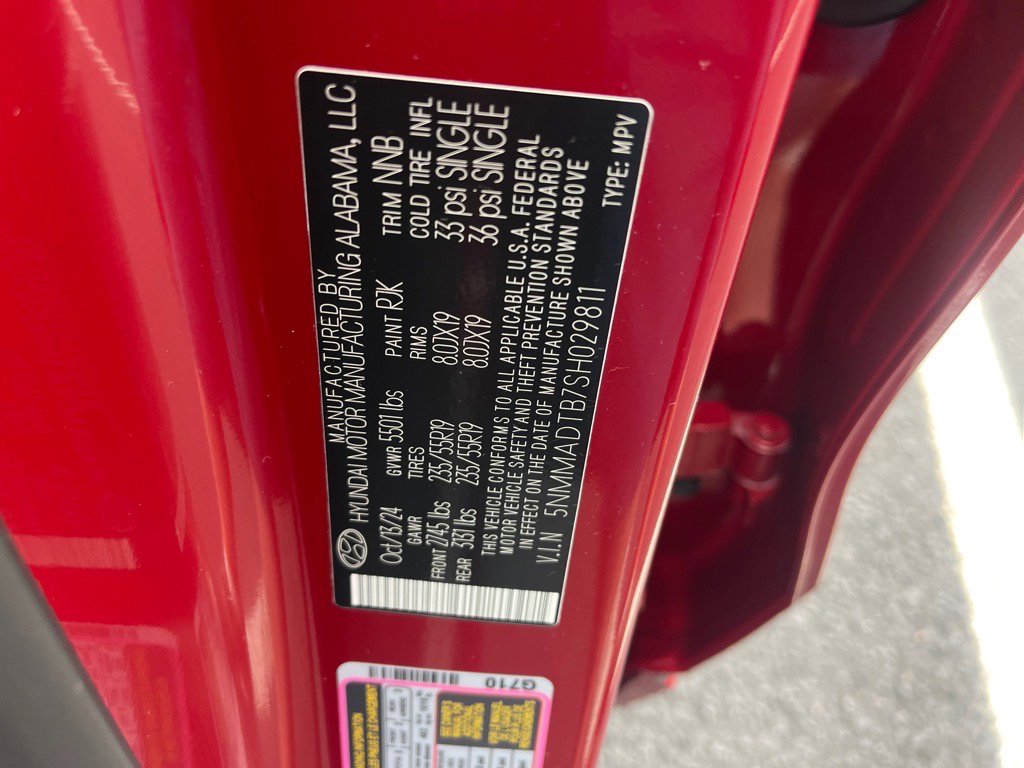 MANUFACTURED BY
HYUNDAI MOTOR MANUFACTURING ALABAMA, LLC
Oct/13/24 GVWR 5501 lbs PAINT RJK TRIM NNB
GAWR TIRES RIMS COLD TIRE INFL
FRONT 2745 lbs 235/55R19 8.0JX19 33 psi SINGLE
REAR 3131 lbs 235/55R19 8.0JX19 36 psi SINGLE
THIS VEHICLE CONFORMS TO ALL APPLICABLE U.S.A. FEDERAL
MOTOR VEHICLE SAFETY AND THEFT PREVENTION STANDARDS
IN EFFECT ON THE DATE OF MANUFACTURE SHOWN ABOVE
V.I.N 5NMMADTB7SH029811 TYPE: MPV
G710